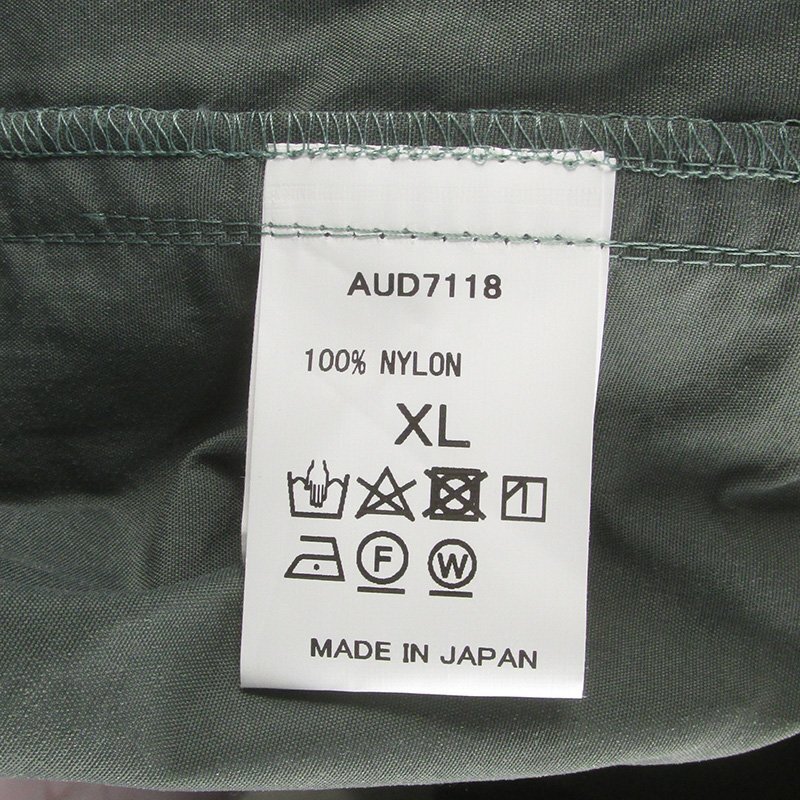 AUD7118
100% NYLON
XL
F W
MADE IN JAPAN